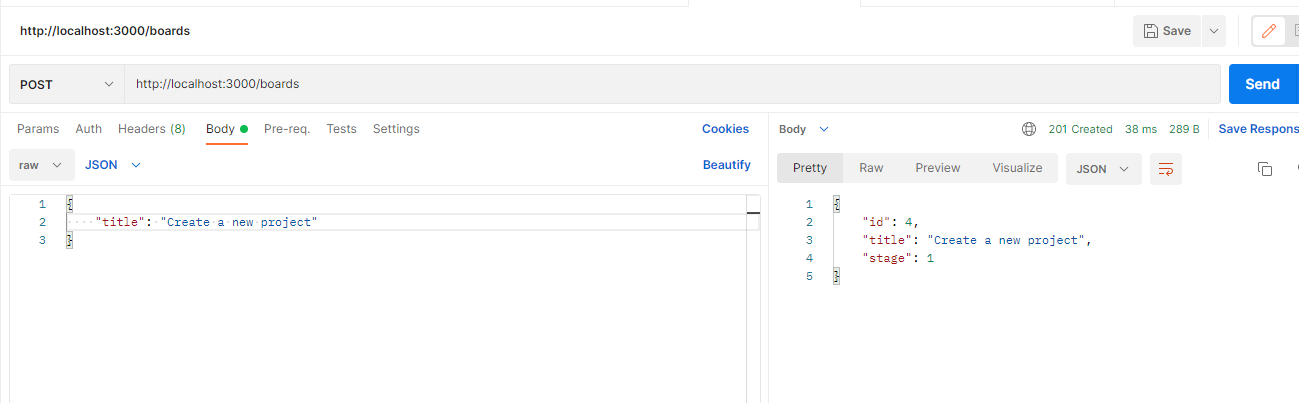 http://localhost:3000/boards
Save
POST
http://localhost:3000/boards
Send
Params Auth Headers (8) Body Pre-req. Tests Settings Cookies
raw JSON Beautify
1 {
2 "title": "Create a new project"
3 }
Body 201 Created 38 ms 289 B Save Respons
Pretty Raw Preview Visualize JSON
1 {
2 "id": 4,
3 "title": "Create a new project",
4 "stage": 1
5 }